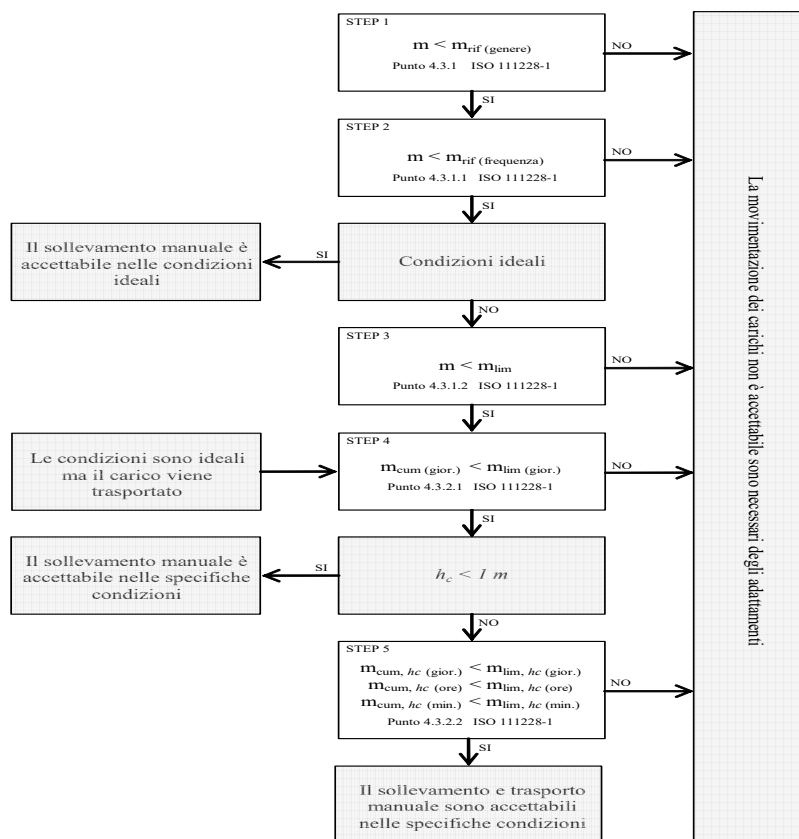 STEP 1
m < mrif (genere)
Punto 4.3.1 ISO 111228-1
NO
SI
STEP 2
m < mrif (frequenza)
Punto 4.3.1.1 ISO 111228-1
NO
SI
Il sollevamento manuale è
accettabile nelle condizioni
ideali
SI
Condizioni ideali
NO
STEP 3
m < mlim
Punto 4.3.1.2 ISO 111228-1
NO
SI
Le condizioni sono ideali
ma il carico viene
trasportato
STEP 4
mcum (gior.) < mlim (gior.)
Punto 4.3.2.1 ISO 111228-1
NO
SI
Il sollevamento manuale è
accettabile nelle specifiche
condizioni
SI
hc < 1 m
NO
STEP 5
mcum, hc (gior.) < mlim, hc (gior.)
mcum, hc (ore) < mlim, hc (ore)
mcum, hc (min.) < mlim, hc (min.)
Punto 4.3.2.2 ISO 111228-1
NO
SI
Il sollevamento e trasporto
manuale sono accettabili
nelle specifiche condizioni
La movimentazione dei carichi non è accettabile sono necessari degli adattamenti